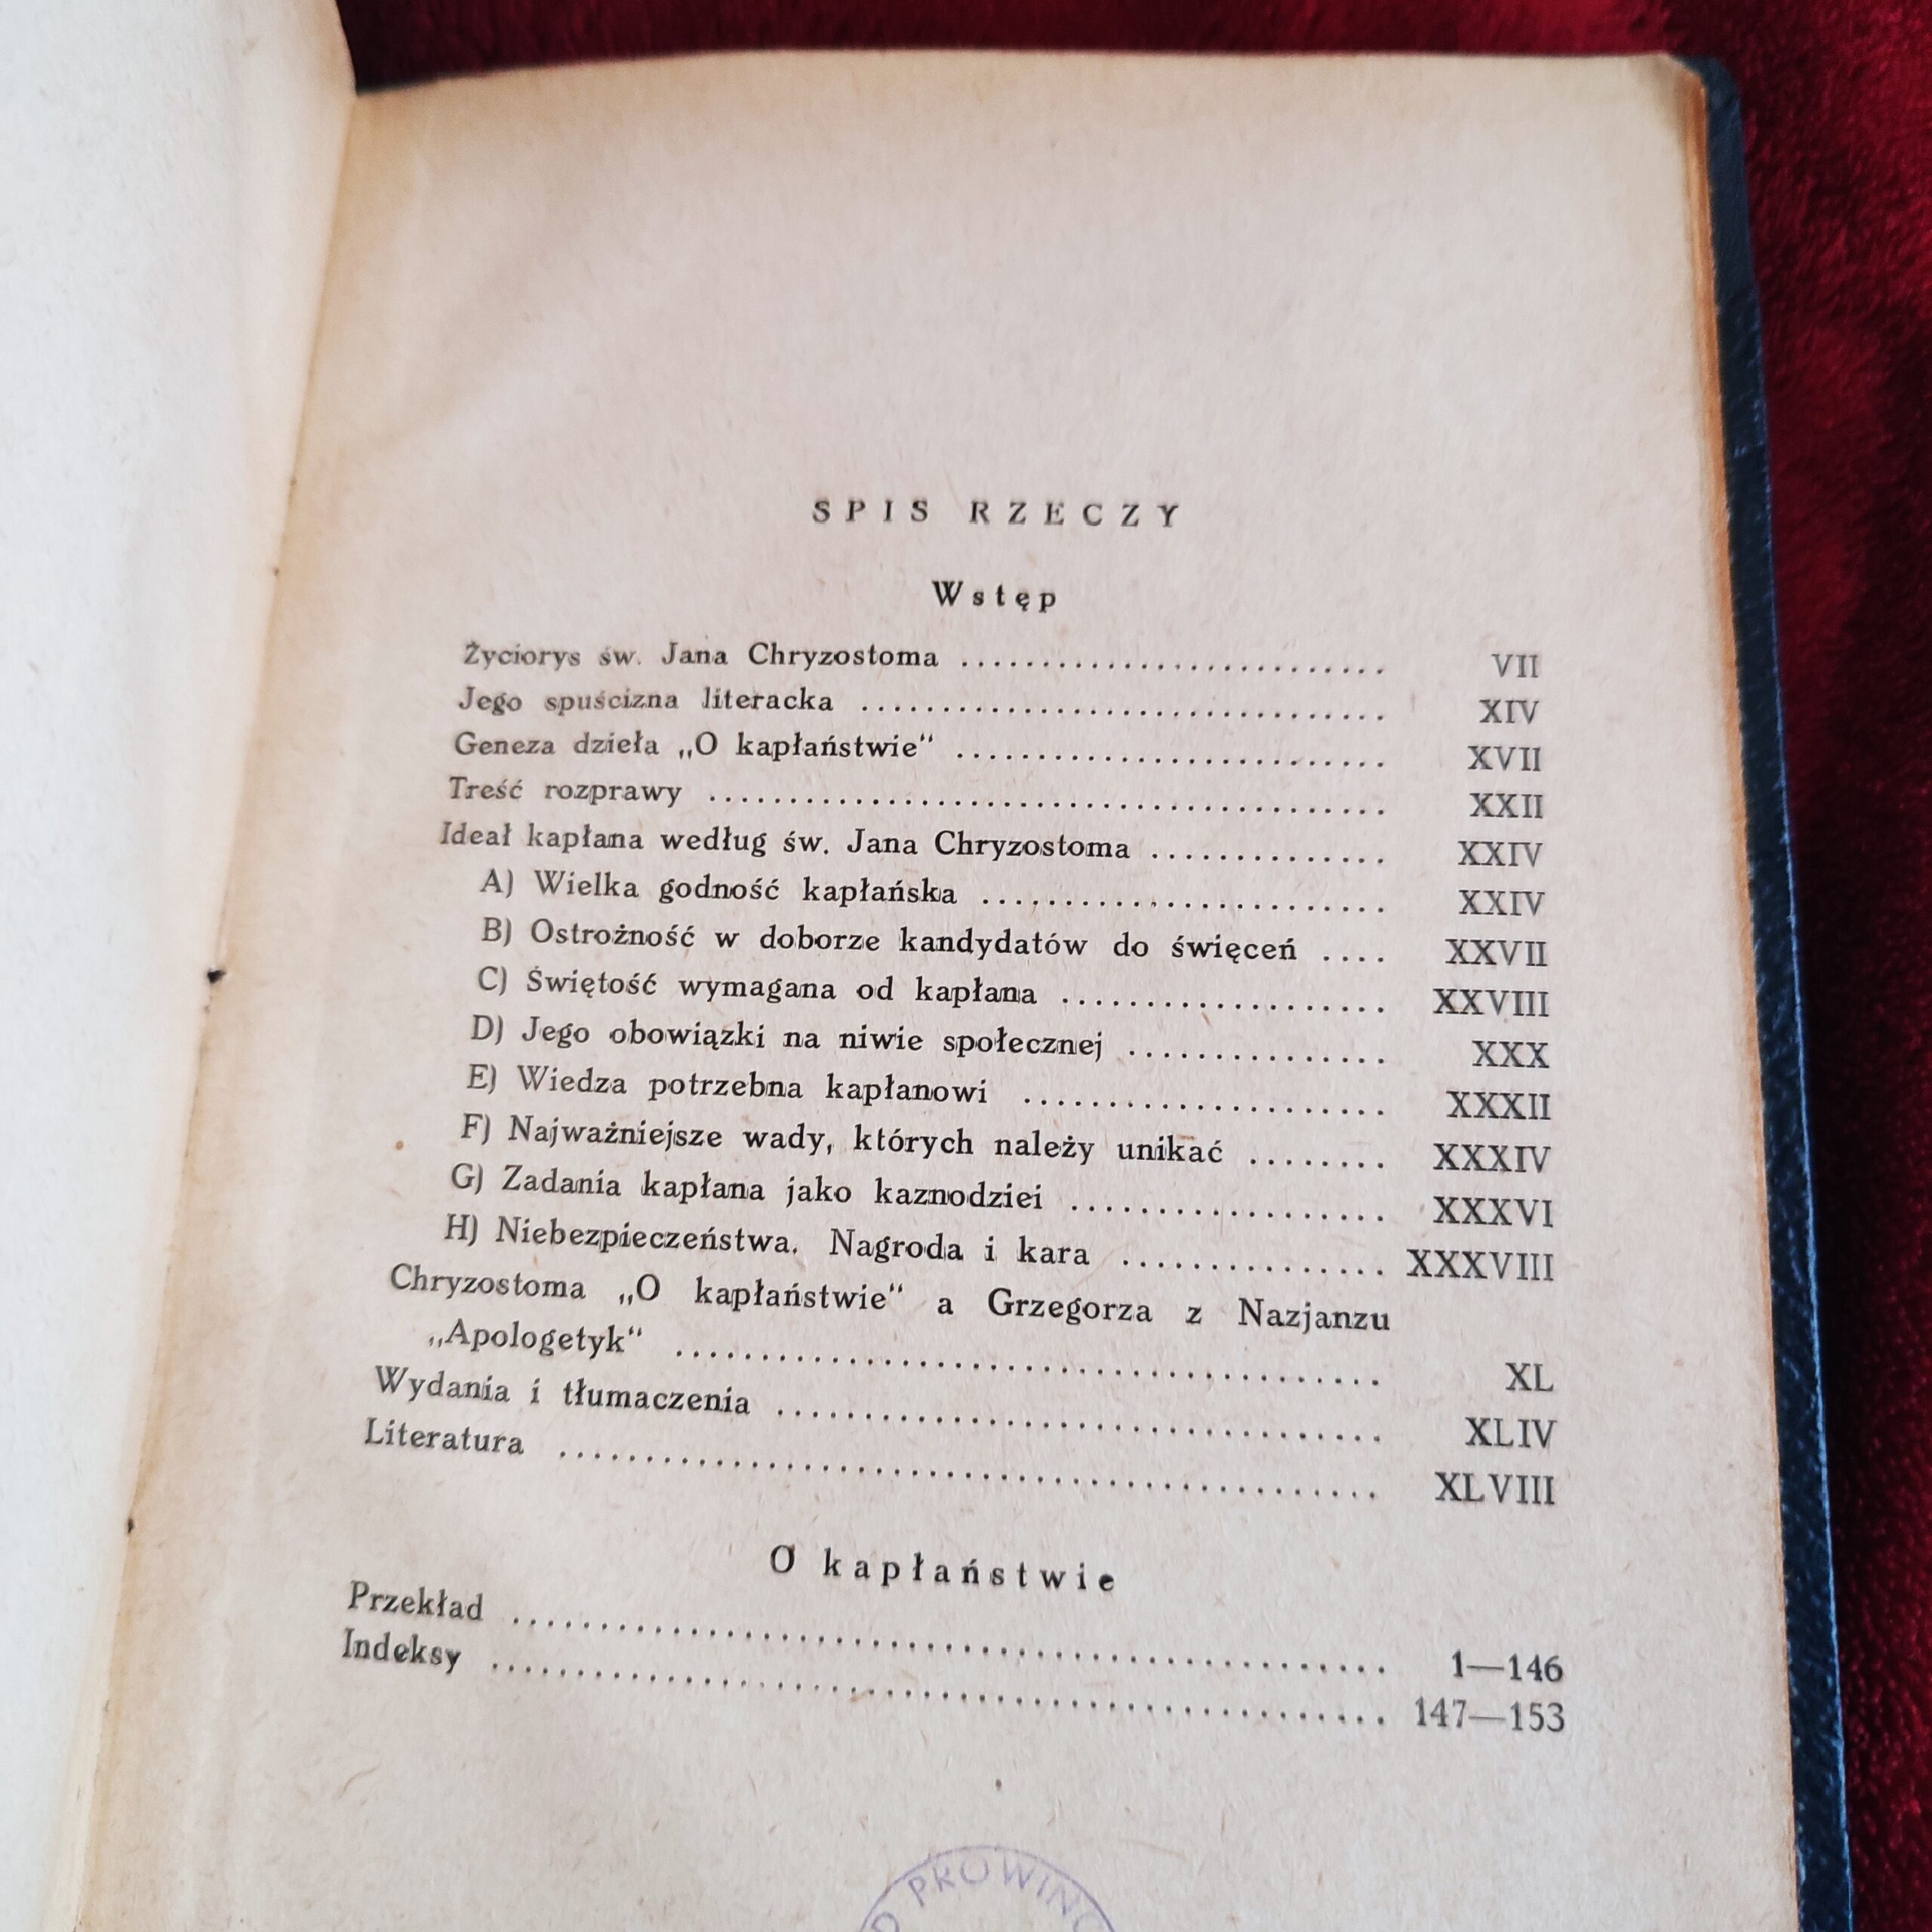 SPIS RZECZY
Wstęp
Życiorys św. Jana Chryzostoma ........................... VII
Jego spuścizna literacka ................................. XIV
Geneza dzieła „O kapłaństwie“ ........................... XVII
Treść rozprawy .......................................... XXII
Ideał kapłana według św. Jana Chryzostoma .............. XXIV
A) Wielka godność kapłańska ......................... XXIV
B) Ostrożność w doborze kandydatów do święceń .... XXVII
C) Świętość wymagana od kapłana .................... XXVIII
D) Jego obowiązki na niwie społecznej ................ XXX
E) Wiedza potrzebna kapłanowi ...................... XXXII
F) Najważniejsze wady, których należy unikać ........ XXXIV
G) Zadania kapłana jako kaznodziei ................... XXXVI
H) Niebezpieczeństwa. Nagroda i kara ................ XXXVIII
Chryzostoma „O kapłaństwie“ a Grzegorza z Nazjanzu
„Apologetyk“ ........................................... XL
Wydania i tłumaczenia .................................... XLIV
Literatura ................................................ XLVIII
O kapłaństwie
Przekład .................................................. 1—146
Indeksy ................................................... 147—153